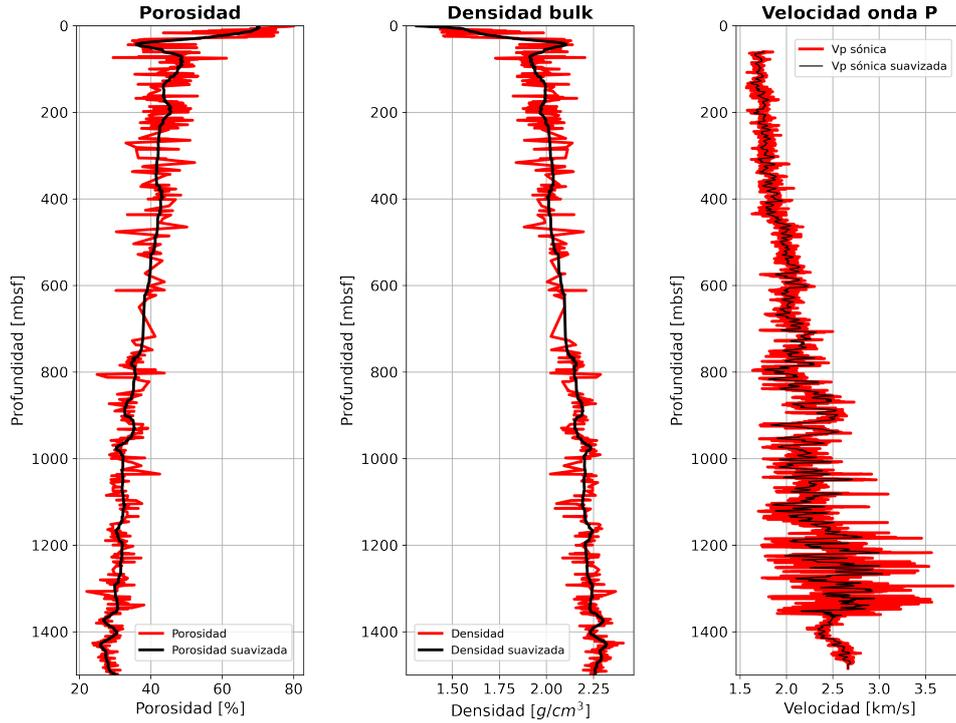 Porosidad
0
200
400
600
800
1000
1200
1400
Profundidad [mbsf]
20 40 60 80
Porosidad [%]
Porosidad
Porosidad suavizada
Densidad bulk
0
200
400
600
800
1000
1200
1400
Profundidad [mbsf]
1.50 1.75 2.00 2.25
Densidad [g/cm³]
Densidad
Densidad suavizada
Velocidad onda P
0
200
400
600
800
1000
1200
1400
Profundidad [mbsf]
1.5 2.0 2.5 3.0 3.5
Velocidad [km/s]
Vp sónica
Vp sónica suavizada